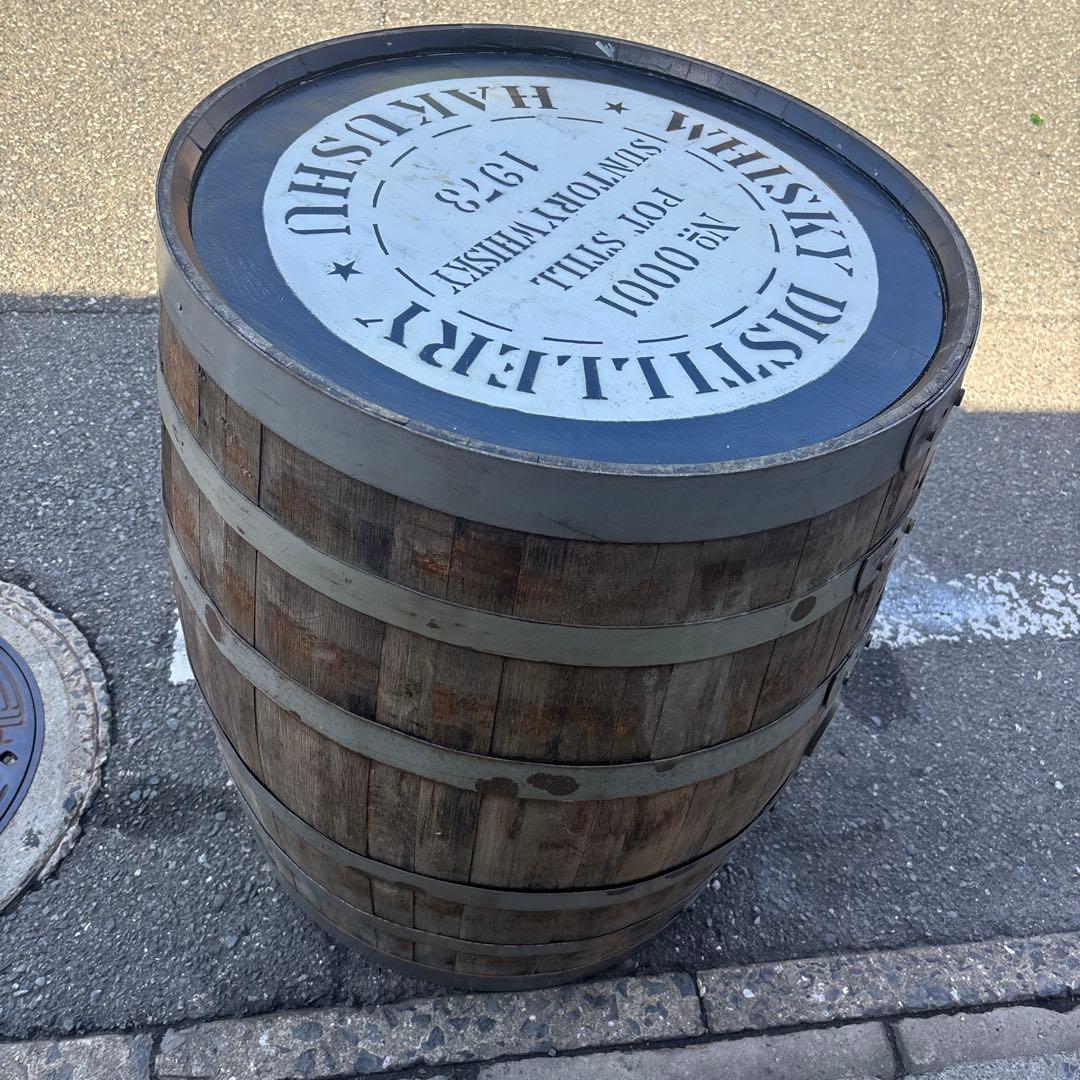 HAKUSHU
★ WHISKY DISTILLERY ★
1973
SUNTORY WHISKY
POT STILL
Nº 0001